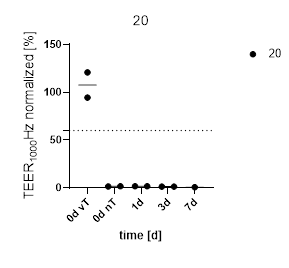 20
TEER1000Hz normalized [%]
150
100
50
0
0d vT
0d nT
1d
3d
7d
time [d]
20